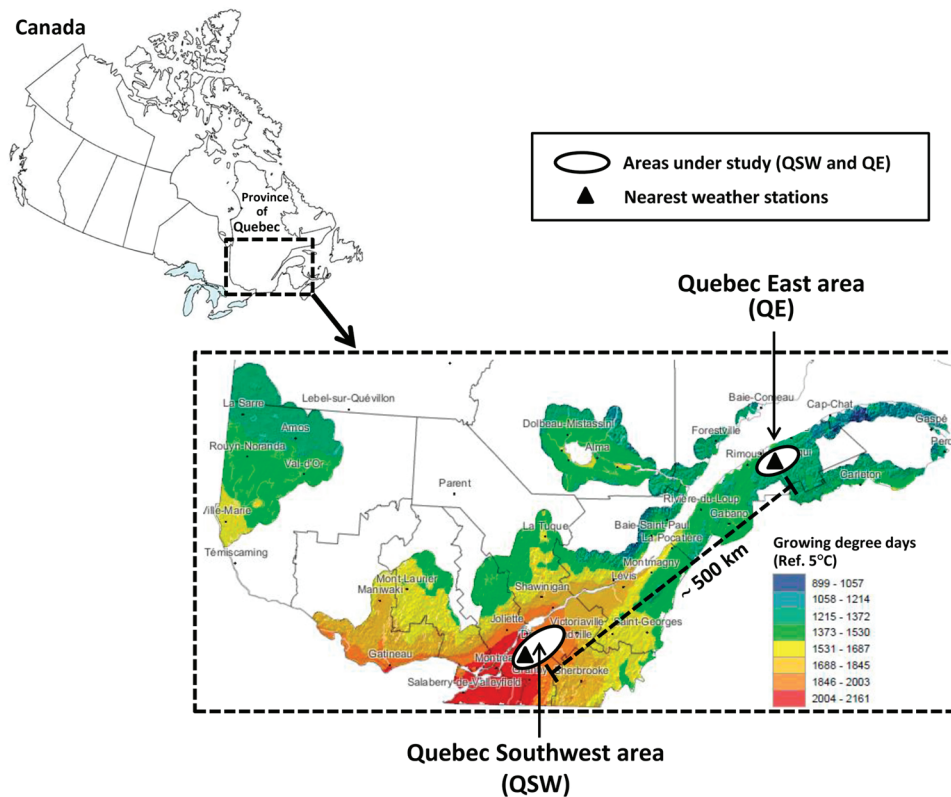 Canada
Province
of
Quebec
Areas under study (QSW and QE)
Nearest weather stations
Quebec East area
(QE)
La Sarre
Lebel-sur-Quévillon
Amos
Rouyn-Noranda
Val-d'Or
Ville-Marie
Témiscaming
Parent
Dolbeau-Mistassini
Alma
Baie-Comeau
Cap-Chat
Forestville
Gaspé
Carleton
Rivière-du-Loup
Cabano
Baie-Saint-Paul
La Pocatière
La Tuque
Montmagny
Lévis
Mont-Laurier
Maniwaki
Shawinigan
Joliette
Victoriaville
Saint-Georges
Gatineau
Sherbrooke
Salaberry-de-Valleyfield
~ 500 km
Growing degree days
(Ref. 5°C)
899 - 1057
1058 - 1214
1215 - 1372
1373 - 1530
1531 - 1687
1688 - 1845
1846 - 2003
2004 - 2161
Quebec Southwest area
(QSW)